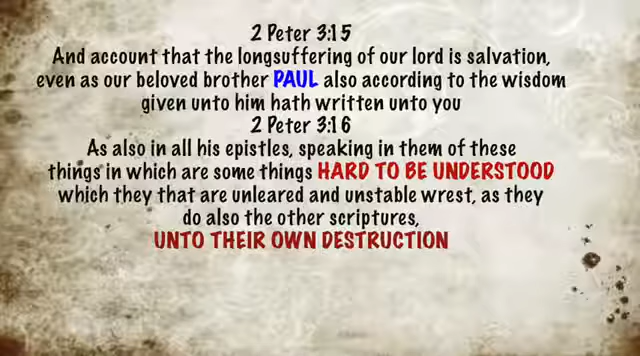 2 Peter 3:15
And account that the longsuffering of our lord is salvation,
even as our beloved brother PAUL also according to the wisdom
given unto him hath written unto you
2 Peter 3:16
As also in all his epistles, speaking in them of these
things in which are some things HARD TO BE UNDERSTOOD
which they that are unleared and unstable wrest, as they
do also the other scriptures,
UNTO THEIR OWN DESTRUCTION